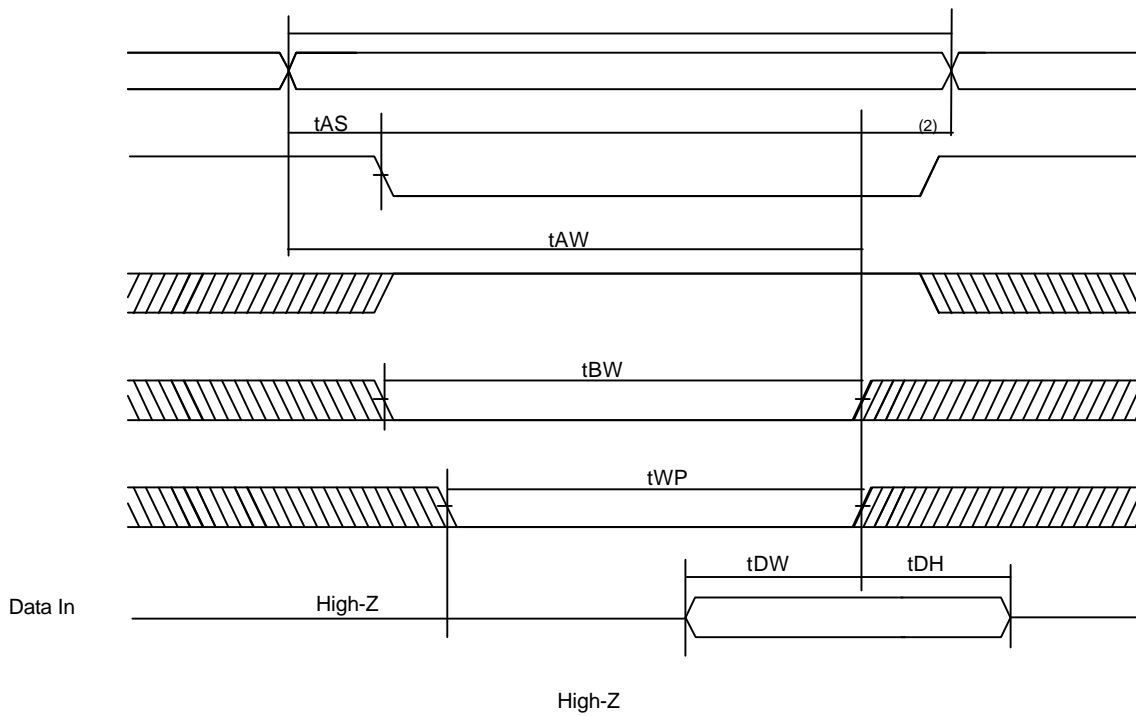 tAS
(2)
tAW
tBW
tWP
tDW
tDH
Data In
High-Z
High-Z